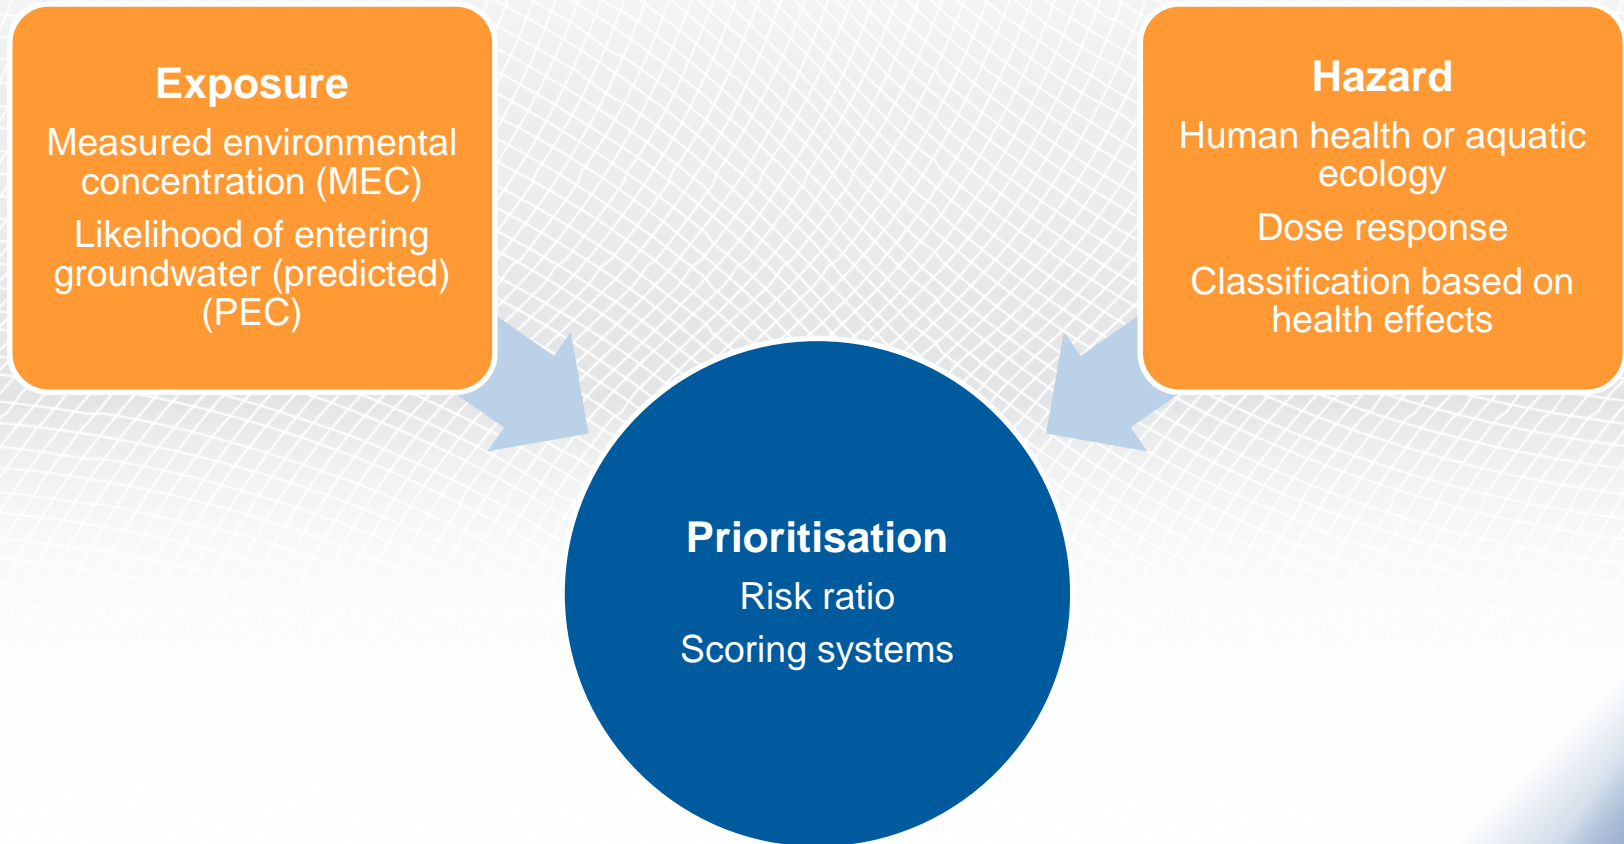 Exposure
Measured environmental
concentration (MEC)
Likelihood of entering
groundwater (predicted)
(PEC)
Hazard
Human health or aquatic
ecology
Dose response
Classification based on
health effects
Prioritisation
Risk ratio
Scoring systems